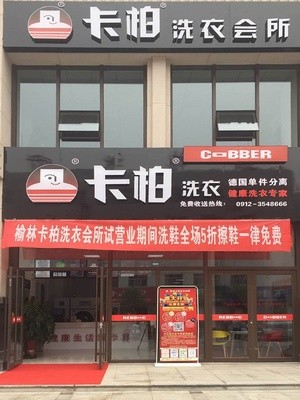 卡柏® 洗衣会所
COBBER
卡柏® 洗衣
德国单件分离
健康洗衣专家
免费收送热线：0912-3548666
榆林卡柏洗衣会所试营业期间洗鞋全场5折擦鞋一律免费